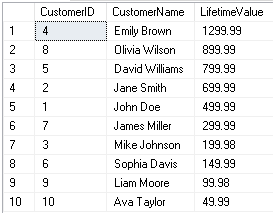 CustomerID CustomerName LifetimeValue
1 4 Emily Brown 1299.99
2 8 Olivia Wilson 899.99
3 5 David Williams 799.99
4 2 Jane Smith 699.99
5 1 John Doe 499.99
6 7 James Miller 299.99
7 3 Mike Johnson 199.98
8 6 Sophia Davis 149.99
9 9 Liam Moore 99.98
10 10 Ava Taylor 49.99